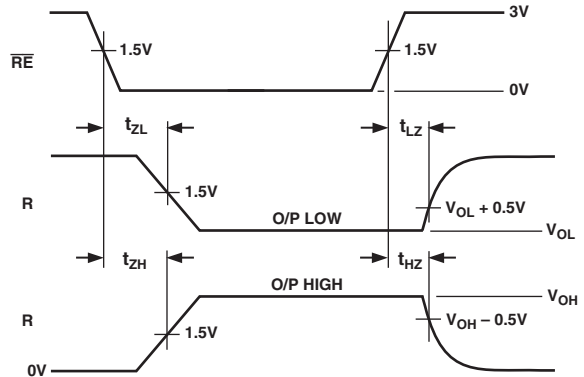 3V
1.5V
1.5V
RE
0V
tZL
tLZ
R
1.5V
O/P LOW
VOL + 0.5V
VOL
tZH
tHZ
O/P HIGH
VOH
R
1.5V
VOH – 0.5V
0V